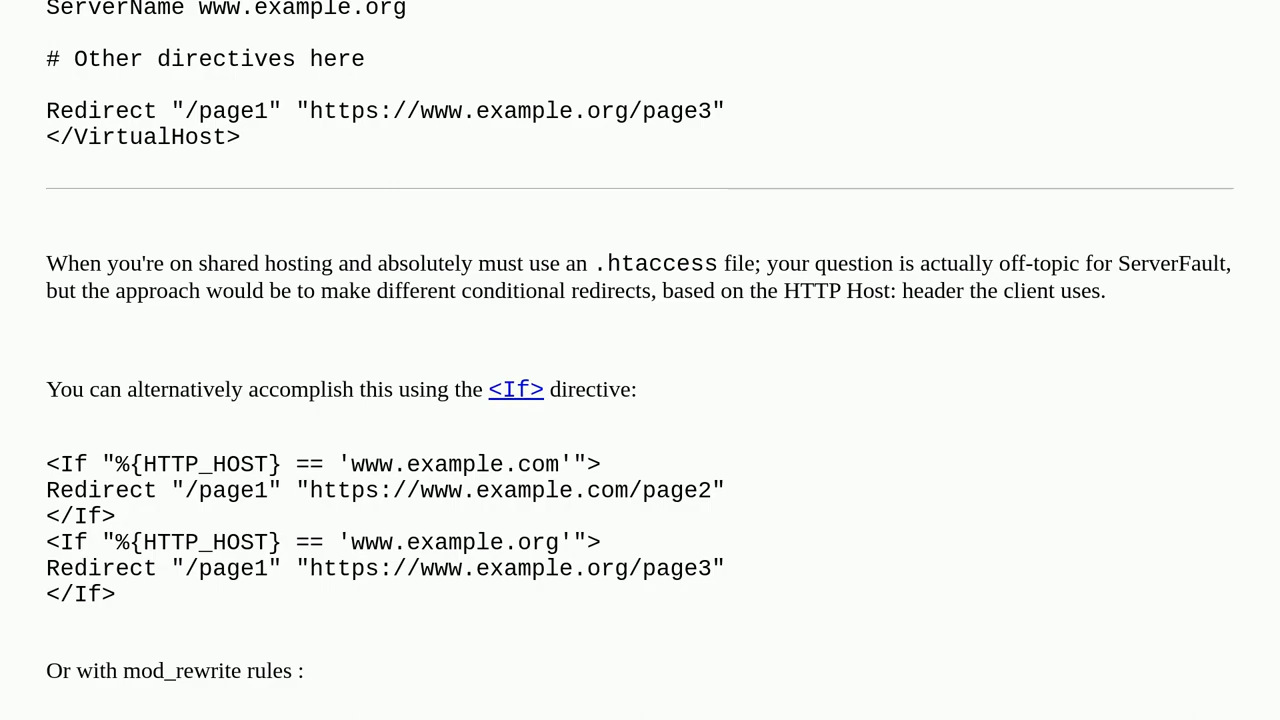 ServerName www.example.org
# Other directives here
Redirect "/page1" "https://www.example.org/page3"
</VirtualHost>
When you're on shared hosting and absolutely must use an .htaccess file; your question is actually off-topic for ServerFault,
but the approach would be to make different conditional redirects, based on the HTTP Host: header the client uses.
You can alternatively accomplish this using the <If> directive:
<If "%{HTTP_HOST} == 'www.example.com'">
Redirect "/page1" "https://www.example.com/page2"
</If>
<If "%{HTTP_HOST} == 'www.example.org'">
Redirect "/page1" "https://www.example.org/page3"
</If>
Or with mod_rewrite rules :